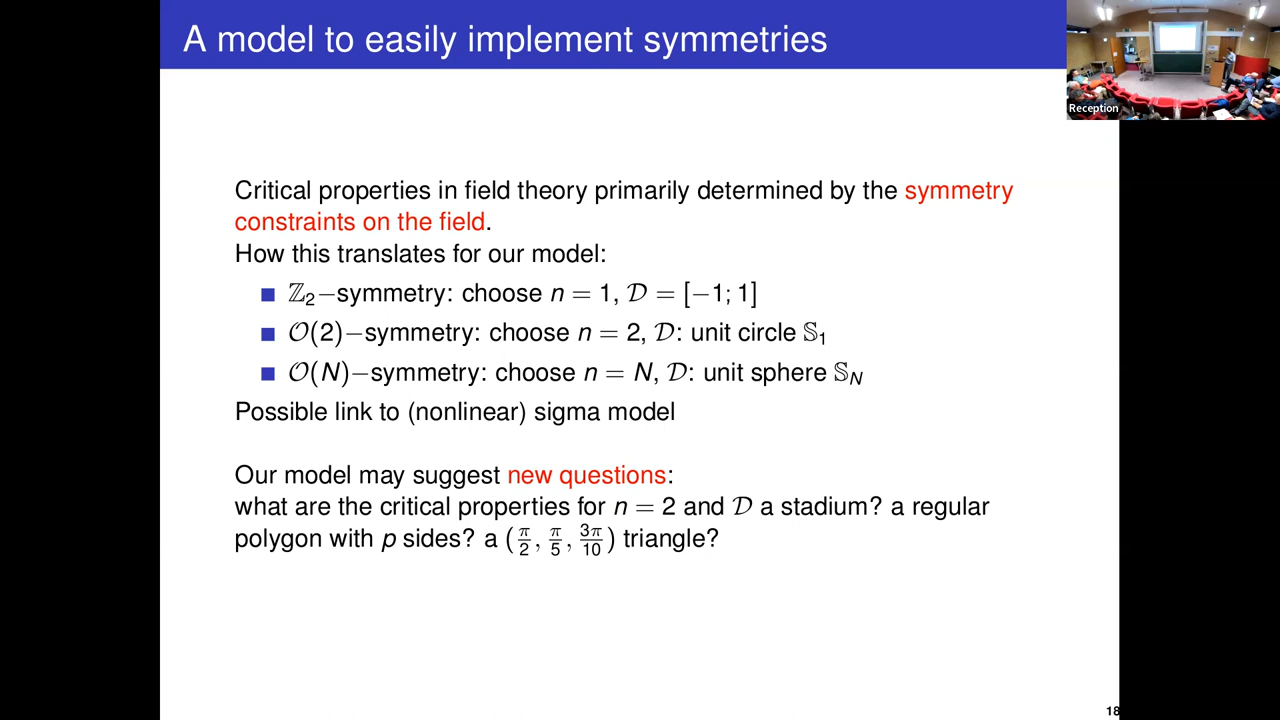 A model to easily implement symmetries
Reception
Critical properties in field theory primarily determined by the symmetry
constraints on the field.
How this translates for our model:
ℤ₂−symmetry: choose n = 1, 𝒟 = [−1; 1]
𝒪(2)−symmetry: choose n = 2, 𝒟: unit circle 𝕊₁
𝒪(N)−symmetry: choose n = N, 𝒟: unit sphere 𝕊_N
Possible link to (nonlinear) sigma model
Our model may suggest new questions:
what are the critical properties for n = 2 and 𝒟 a stadium? a regular
polygon with p sides? a (π/2, π/5, 3π/10) triangle?
18